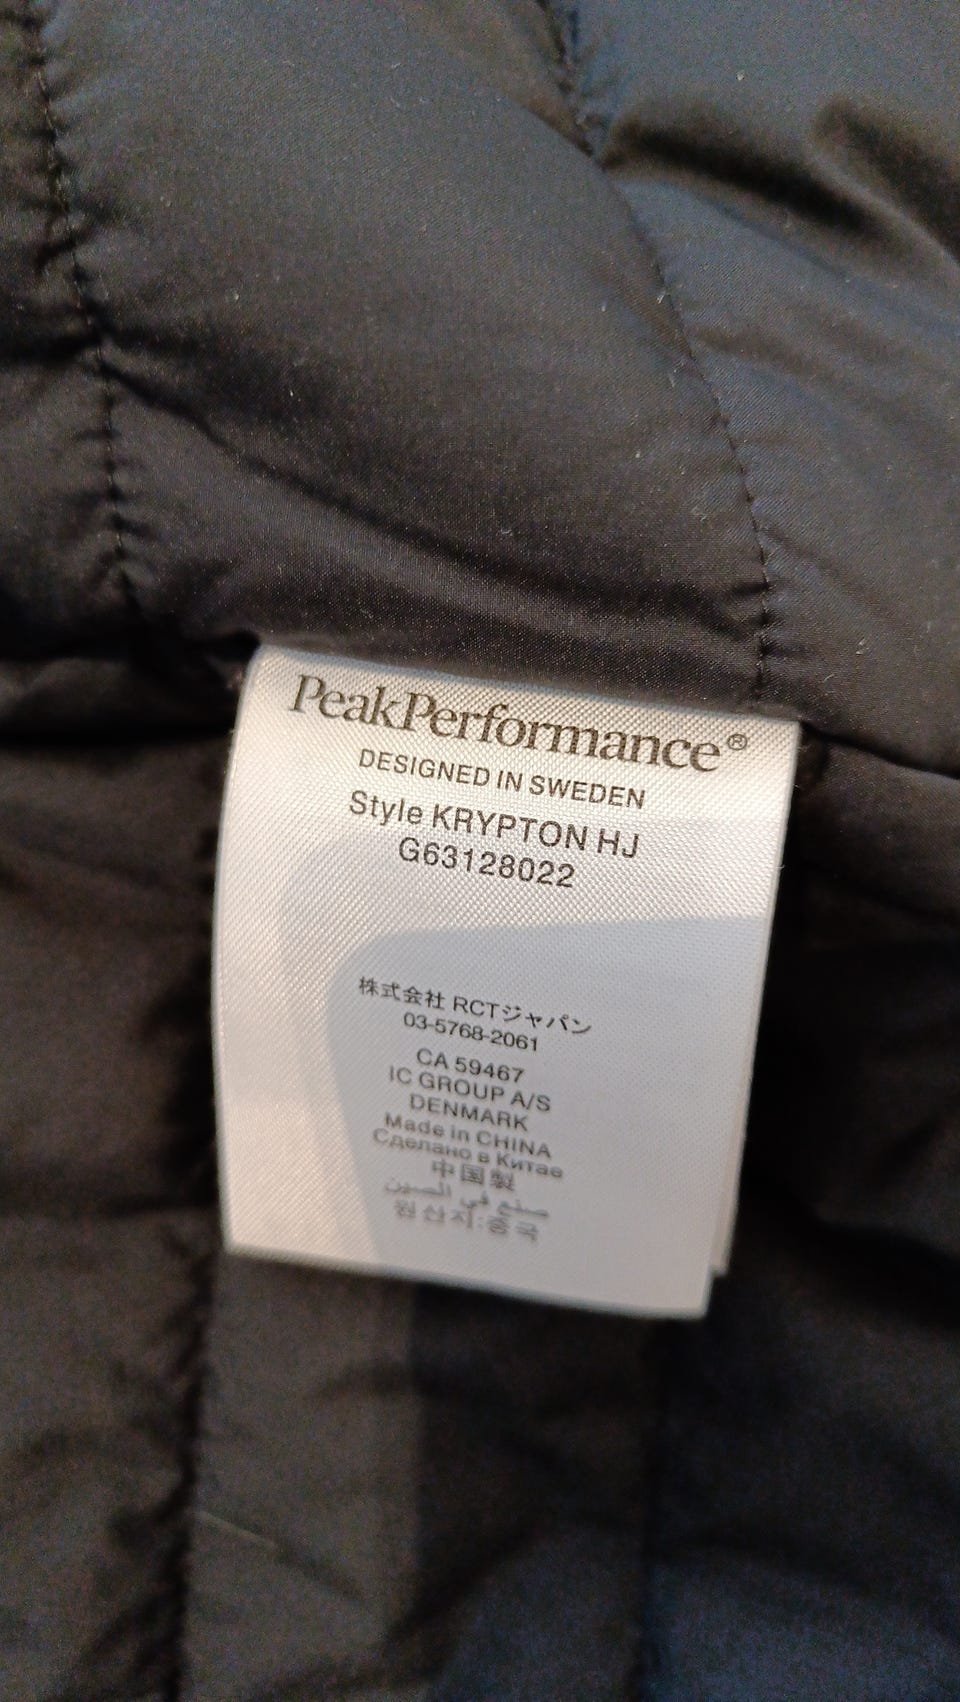 PeakPerformance®
DESIGNED IN SWEDEN
Style KRYPTON HJ
G63128022
株式会社 RCTジャパン
03-5768-2061
CA 59467
IC GROUP A/S
DENMARK
Made in CHINA
Сделано в Китае
中国製
صنع في الصين
원산지:중국